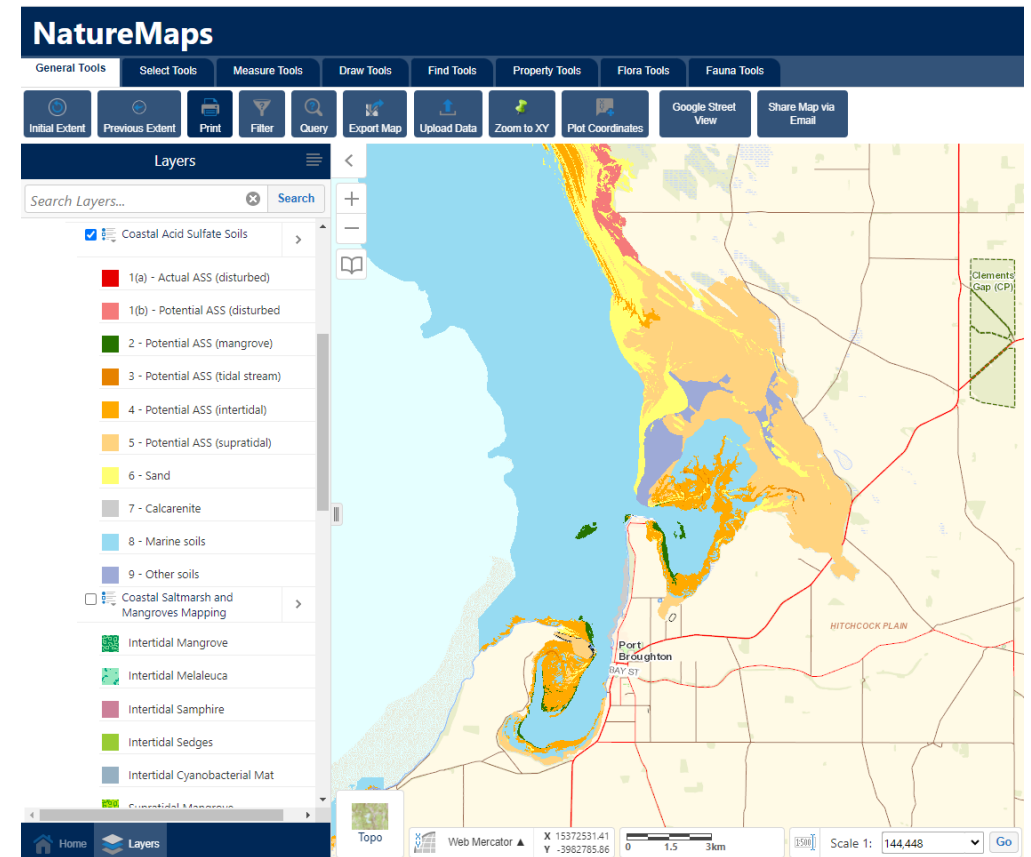 NatureMaps
General Tools
Select Tools
Measure Tools
Draw Tools
Find Tools
Property Tools
Flora Tools
Fauna Tools
Initial Extent
Previous Extent
Print
Filter
Query
Export Map
Upload Data
Zoom to XY
Plot Coordinates
Google Street
View
Share Map via
Email
Layers
Search Layers...
Search
Coastal Acid Sulfate Soils
1(a) - Actual ASS (disturbed)
1(b) - Potential ASS (disturbed
2 - Potential ASS (mangrove)
3 - Potential ASS (tidal stream)
4 - Potential ASS (intertidal)
5 - Potential ASS (supratidal)
6 - Sand
7 - Calcarenite
8 - Marine soils
9 - Other soils
Coastal Saltmarsh and
Mangroves Mapping
Intertidal Mangrove
Intertidal Melaleuca
Intertidal Samphire
Intertidal Sedges
Intertidal Cyanobacterial Mat
Supratidal Mangrove
Home
Layers
Clements
Gap (CP)
HITCHCOCK PLAIN
Port
Broughton
BAY ST
Topo
Web Mercator ▲
X 15372531.41
Y -3982785.86
0 1.5 3km
1:500
Scale 1:
144,448
Go